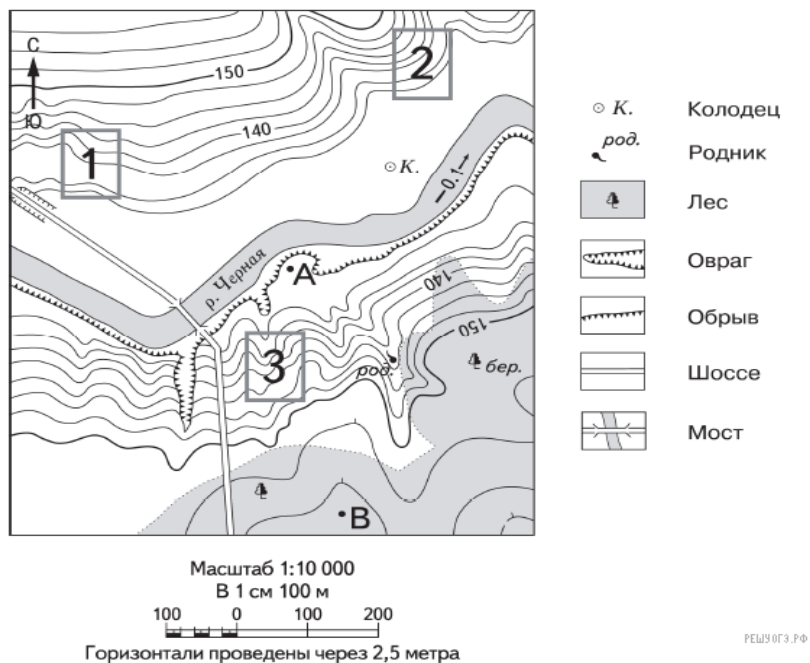 С
Ю
150
2
140
1
К.
0.1
р. Черная
А
140
150
3
род.
бер.
В
К. Колодец
род. Родник
Лес
Овраг
Обрыв
Шоссе
Мост
Масштаб 1:10 000
В 1 см 100 м
100 0 100 200
Горизонтали проведены через 2,5 метра
РЕШУОГЭ.РФ